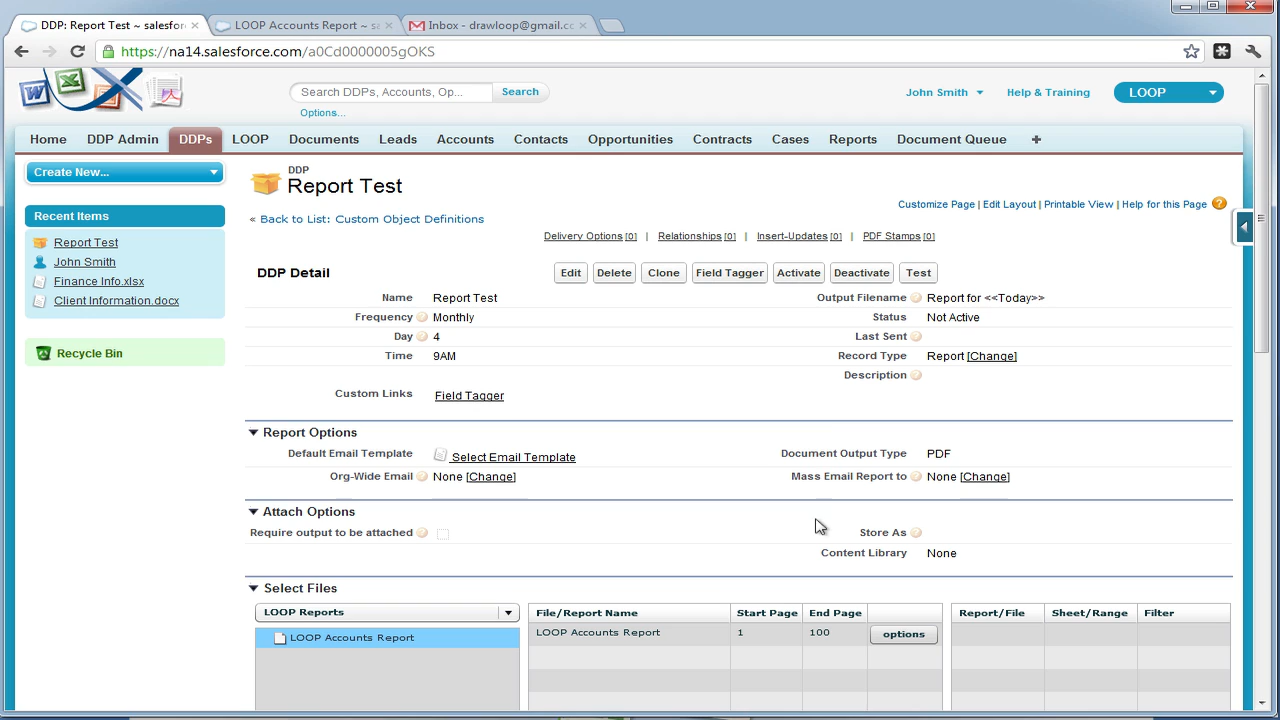 DDP: Report Test ~ salesfor
LOOP Accounts Report ~ sa
Inbox - drawloop@gmail.co
https://na14.salesforce.com/a0Cd0000005gOKS
Search DDPs, Accounts, Op... Search
Options...
John Smith Help & Training LOOP
Home DDP Admin DDPs LOOP Documents Leads Accounts Contacts Opportunities Contracts Cases Reports Document Queue +
Create New...
Recent Items
Report Test
John Smith
Finance Info.xlsx
Client Information.docx
Recycle Bin
DDP
Report Test
Customize Page | Edit Layout | Printable View | Help for this Page ?
« Back to List: Custom Object Definitions
Delivery Options [0] | Relationships [0] | Insert-Updates [0] | PDF Stamps [0]
DDP Detail Edit Delete Clone Field Tagger Activate Deactivate Test
Name Report Test Output Filename ? Report for <<Today>>
Frequency ? Monthly Status Not Active
Day ? 4 Last Sent ?
Time 9AM Record Type Report [Change]
Description ?
Custom Links Field Tagger
Report Options
Default Email Template Select Email Template Document Output Type PDF
Org-Wide Email ? None [Change] Mass Email Report to ? None [Change]
Attach Options
Require output to be attached ? Store As ?
Content Library None
Select Files
LOOP Reports File/Report Name Start Page End Page Report/File Sheet/Range Filter
LOOP Accounts Report LOOP Accounts Report 1 100 options